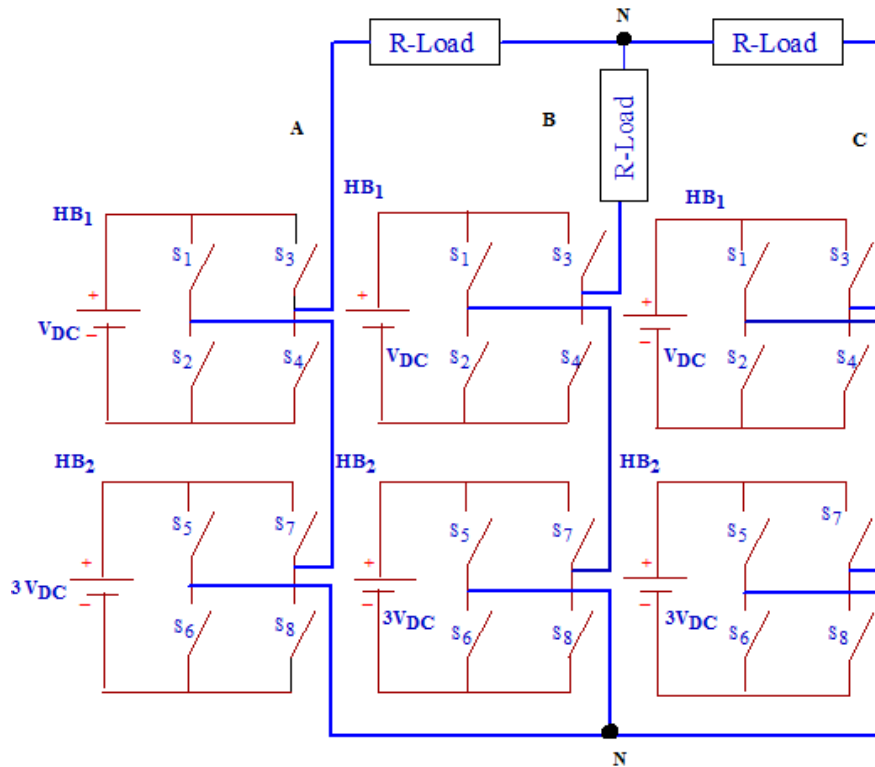 N
R-Load
R-Load
A
B
R-Load
C
HB1
HB1
HB1
S1
S3
S1
S3
S1
S3
+
+
+
VDC
−
−
−
VDC
VDC
S2
S4
S2
S4
S2
S4
HB2
HB2
HB2
S5
S7
S5
S7
S5
S7
+
+
+
3 VDC
−
−
−
3VDC
3VDC
S6
S8
S6
S8
S6
S8
N